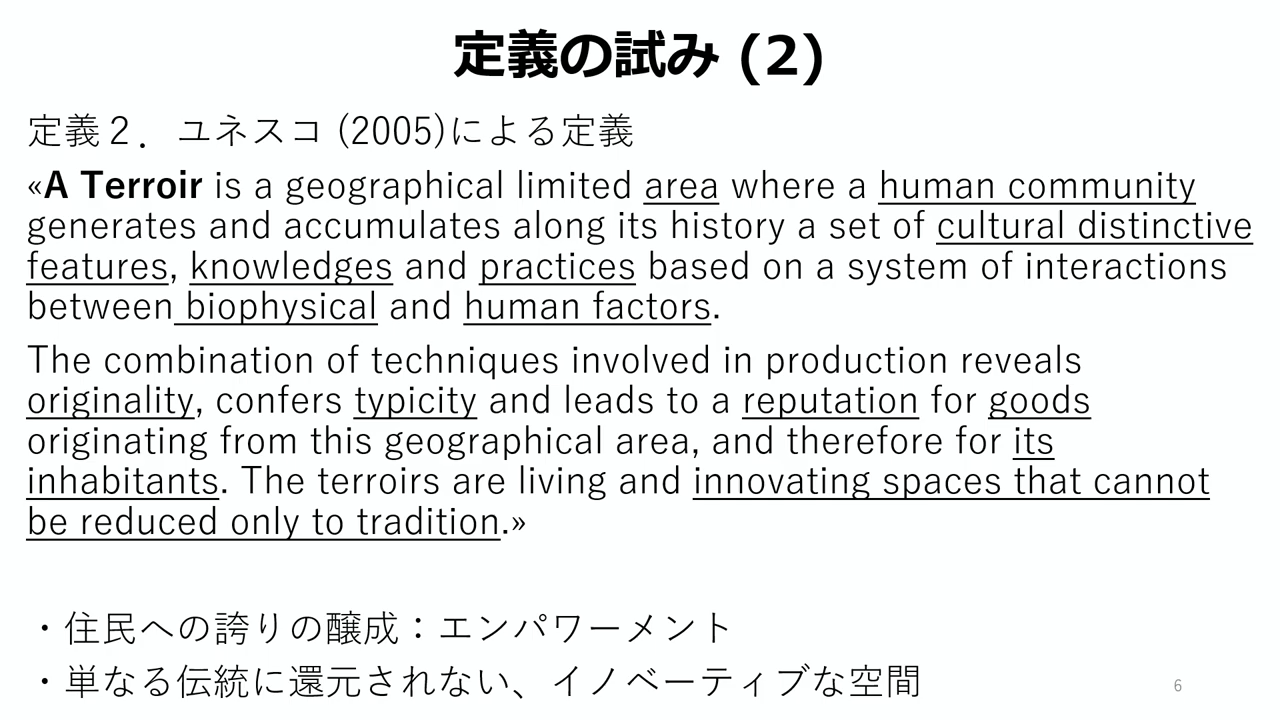 定義の試み (2)
定義２．ユネスコ (2005)による定義
«A Terroir is a geographical limited area where a human community
generates and accumulates along its history a set of cultural distinctive
features, knowledges and practices based on a system of interactions
between biophysical and human factors.
The combination of techniques involved in production reveals
originality, confers typicity and leads to a reputation for goods
originating from this geographical area, and therefore for its
inhabitants. The terroirs are living and innovating spaces that cannot
be reduced only to tradition.»
・住民への誇りの醸成：エンパワーメント
・単なる伝統に還元されない、イノベーティブな空間
6